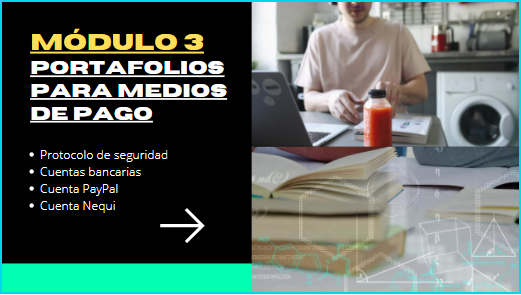 MÓDULO 3
PORTAFOLIOS
PARA MEDIOS
DE PAGO
Protocolo de seguridad
Cuentas bancarias
Cuenta PayPal
Cuenta Nequi